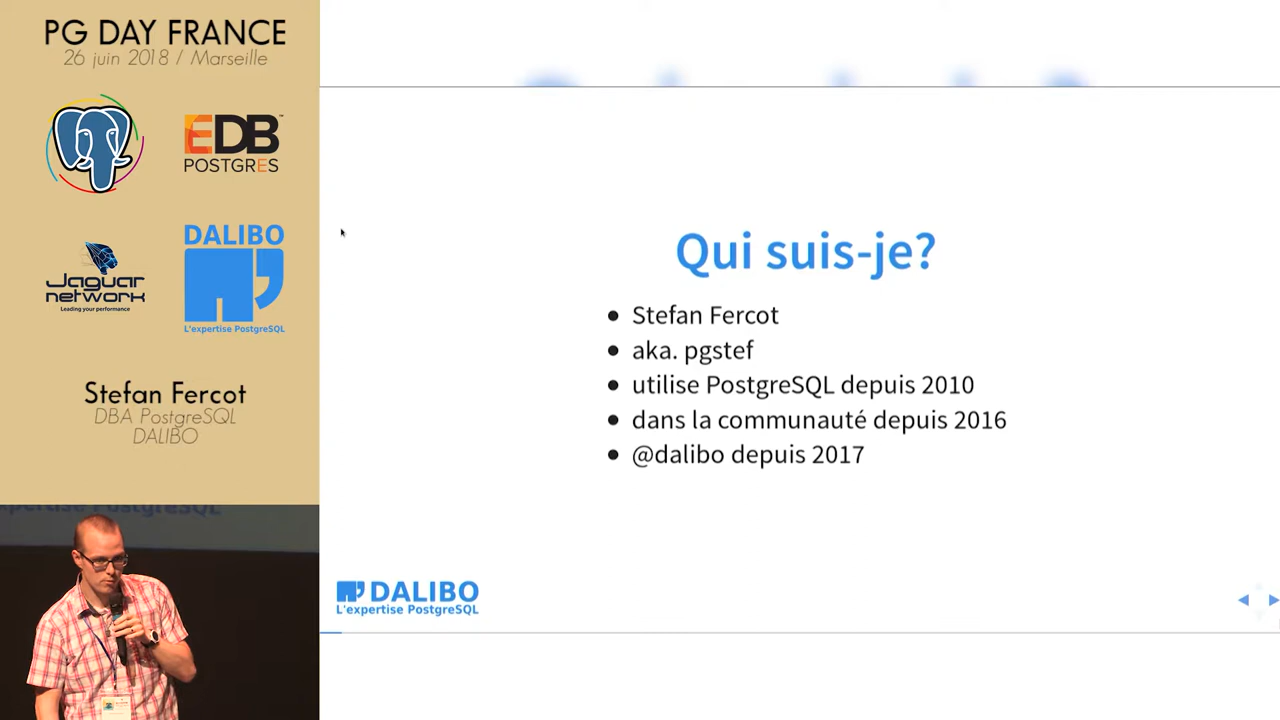 PG DAY FRANCE
26 juin 2018 / Marseille
EDB
POSTGRES
DALIBO
L'expertise PostgreSQL
Jaguar
network
Leading your performance
Stefan Fercot
DBA PostgreSQL
DALIBO
Qui suis-je?
Stefan Fercot
aka. pgstef
utilise PostgreSQL depuis 2010
dans la communauté depuis 2016
@dalibo depuis 2017
DALIBO
L'expertise PostgreSQL
l'expertise PostgreSQL